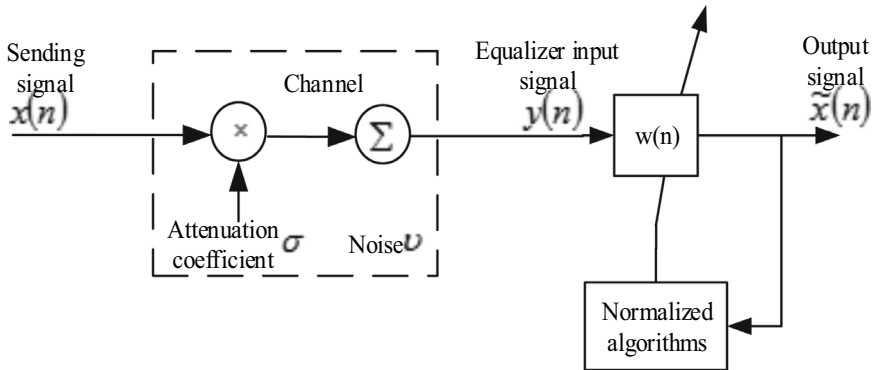 Sending
signal
x(n)
Channel
×
Σ
Attenuation
coefficient σ
Noise υ
Equalizer input
signal
y(n)
w(n)
Output
signal
x̃(n)
Normalized
algorithms